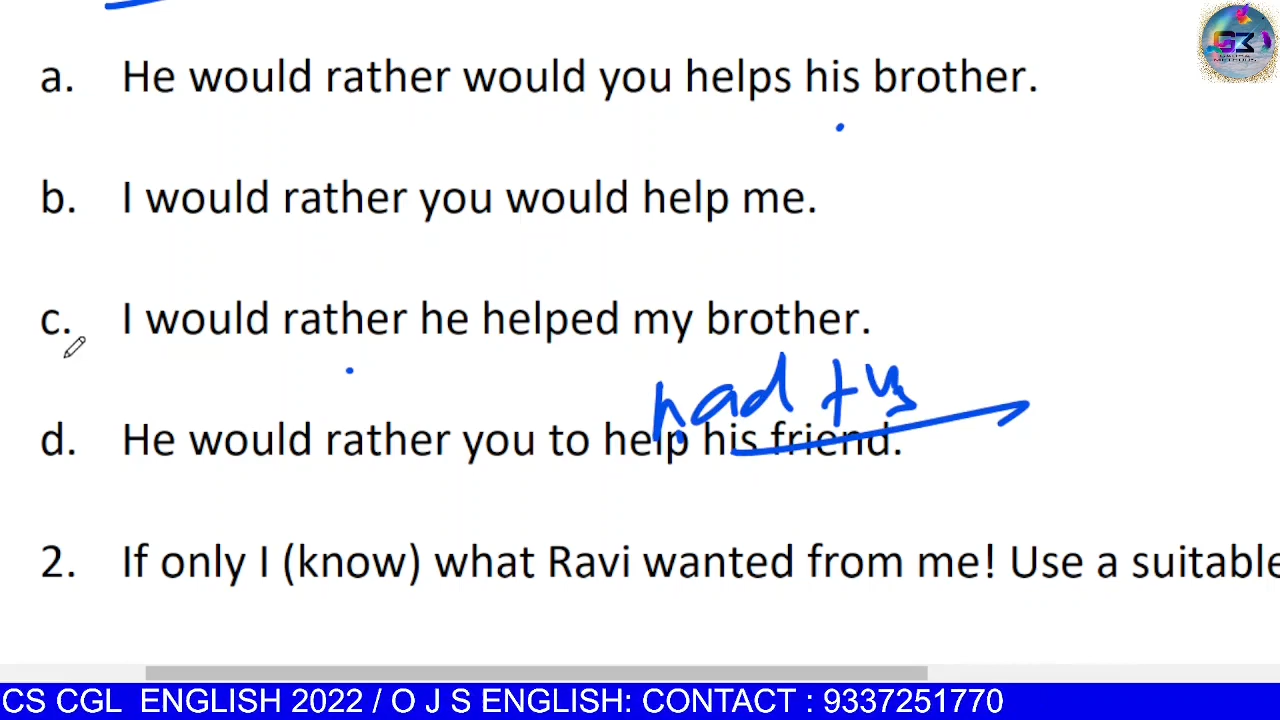 a. He would rather would you helps his brother.
b. I would rather you would help me.
c. I would rather he helped my brother.
had + v3
d. He would rather you to help his friend.
2. If only I (know) what Ravi wanted from me! Use a suitable
CS CGL ENGLISH 2022 / O J S ENGLISH: CONTACT : 9337251770